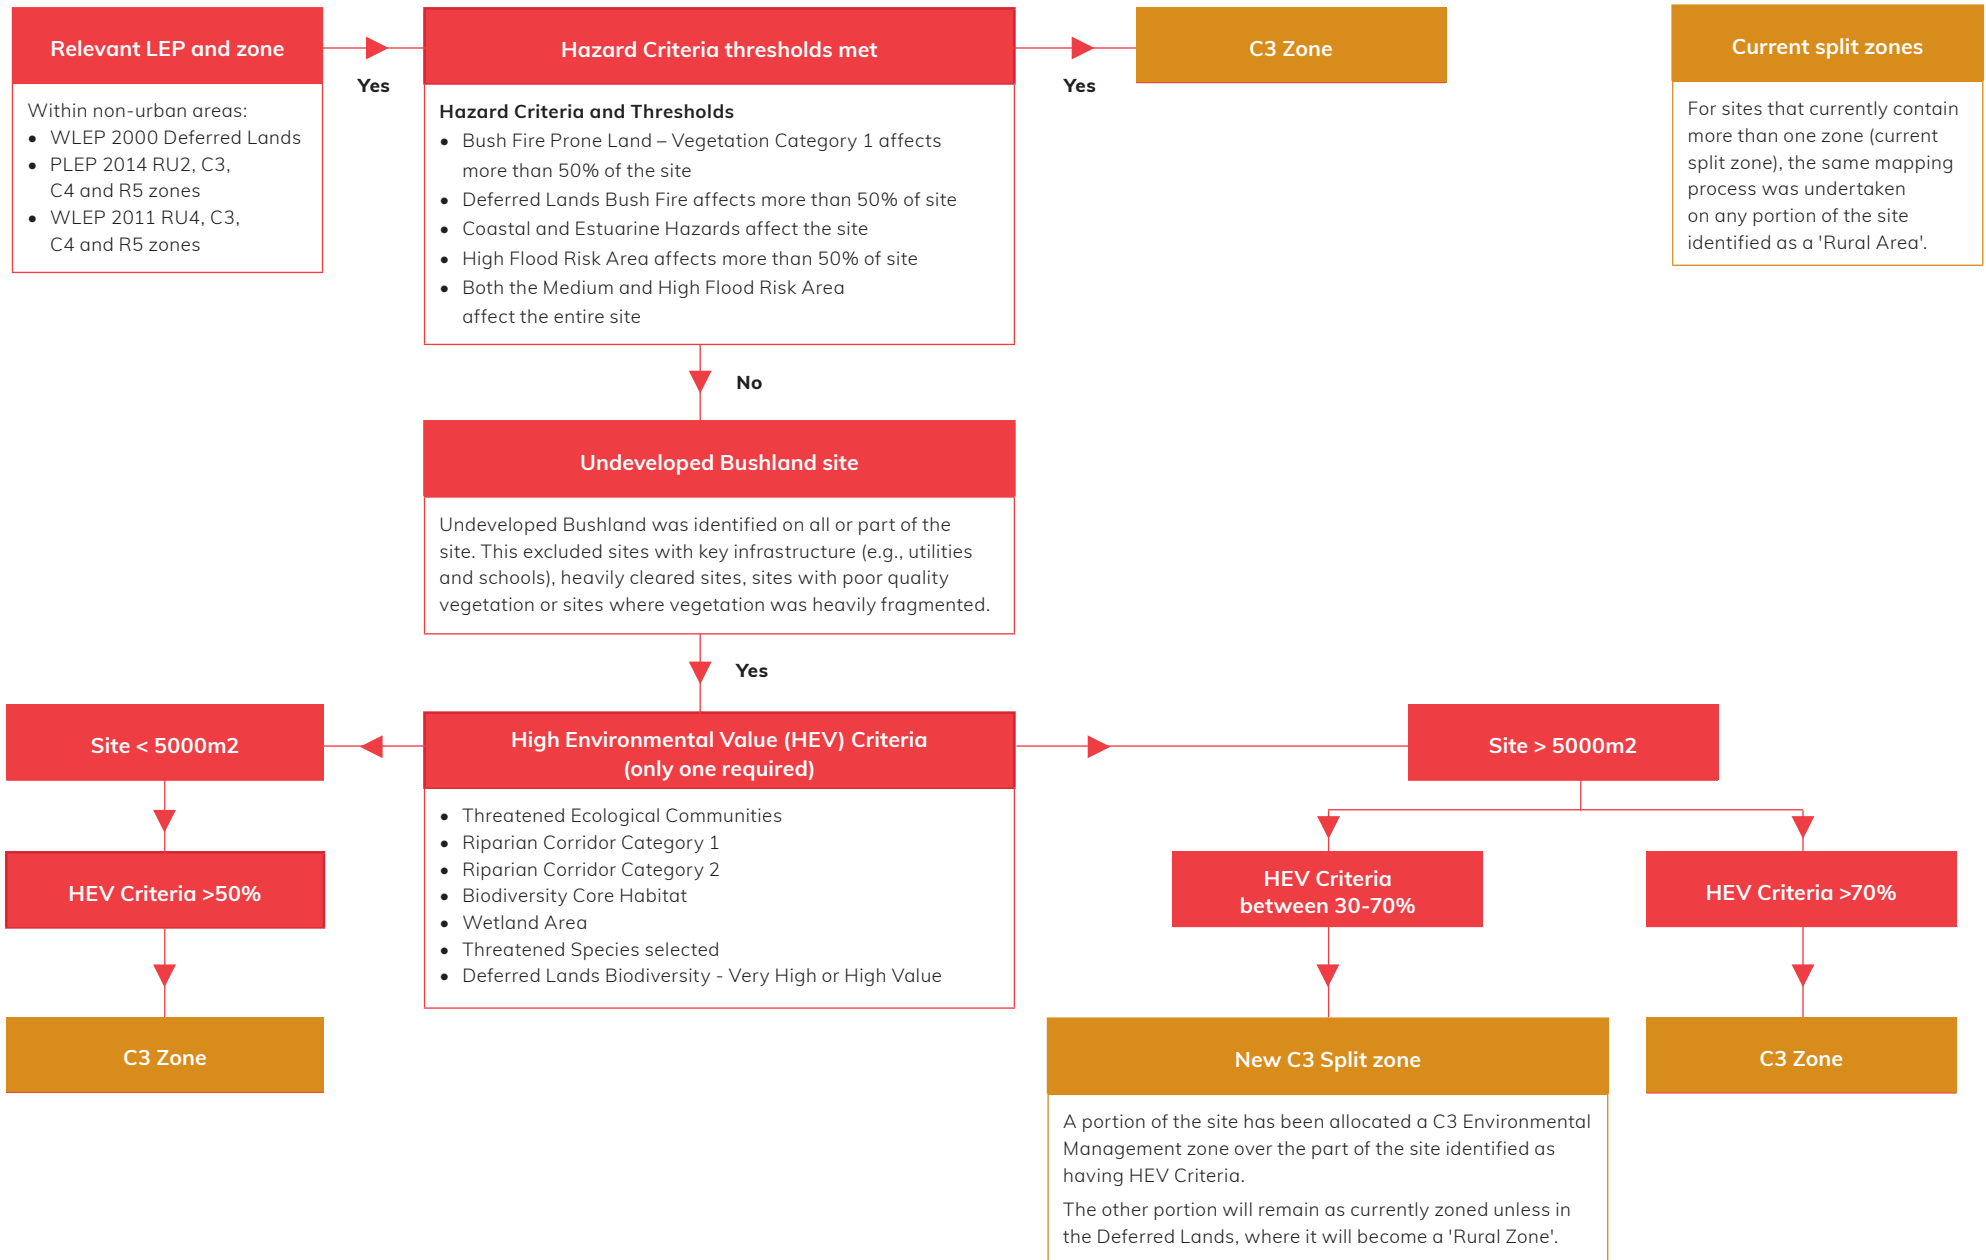 Relevant LEP and zone
Within non-urban areas:
• WLEP 2000 Deferred Lands
• PLEP 2014 RU2, C3,
C4 and R5 zones
• WLEP 2011 RU4, C3,
C4 and R5 zones
Yes
Hazard Criteria thresholds met
Hazard Criteria and Thresholds
• Bush Fire Prone Land – Vegetation Category 1 affects
more than 50% of the site
• Deferred Lands Bush Fire affects more than 50% of site
• Coastal and Estuarine Hazards affect the site
• High Flood Risk Area affects more than 50% of site
• Both the Medium and High Flood Risk Area
affect the entire site
Yes
C3 Zone
Current split zones
For sites that currently contain
more than one zone (current
split zone), the same mapping
process was undertaken
on any portion of the site
identified as a 'Rural Area'.
No
Undeveloped Bushland site
Undeveloped Bushland was identified on all or part of the
site. This excluded sites with key infrastructure (e.g., utilities
and schools), heavily cleared sites, sites with poor quality
vegetation or sites where vegetation was heavily fragmented.
Yes
High Environmental Value (HEV) Criteria
(only one required)
• Threatened Ecological Communities
• Riparian Corridor Category 1
• Riparian Corridor Category 2
• Biodiversity Core Habitat
• Wetland Area
• Threatened Species selected
• Deferred Lands Biodiversity - Very High or High Value
Site < 5000m2
HEV Criteria >50%
C3 Zone
Site > 5000m2
HEV Criteria
between 30-70%
New C3 Split zone
A portion of the site has been allocated a C3 Environmental
Management zone over the part of the site identified as
having HEV Criteria.
The other portion will remain as currently zoned unless in
the Deferred Lands, where it will become a 'Rural Zone'.
HEV Criteria >70%
C3 Zone